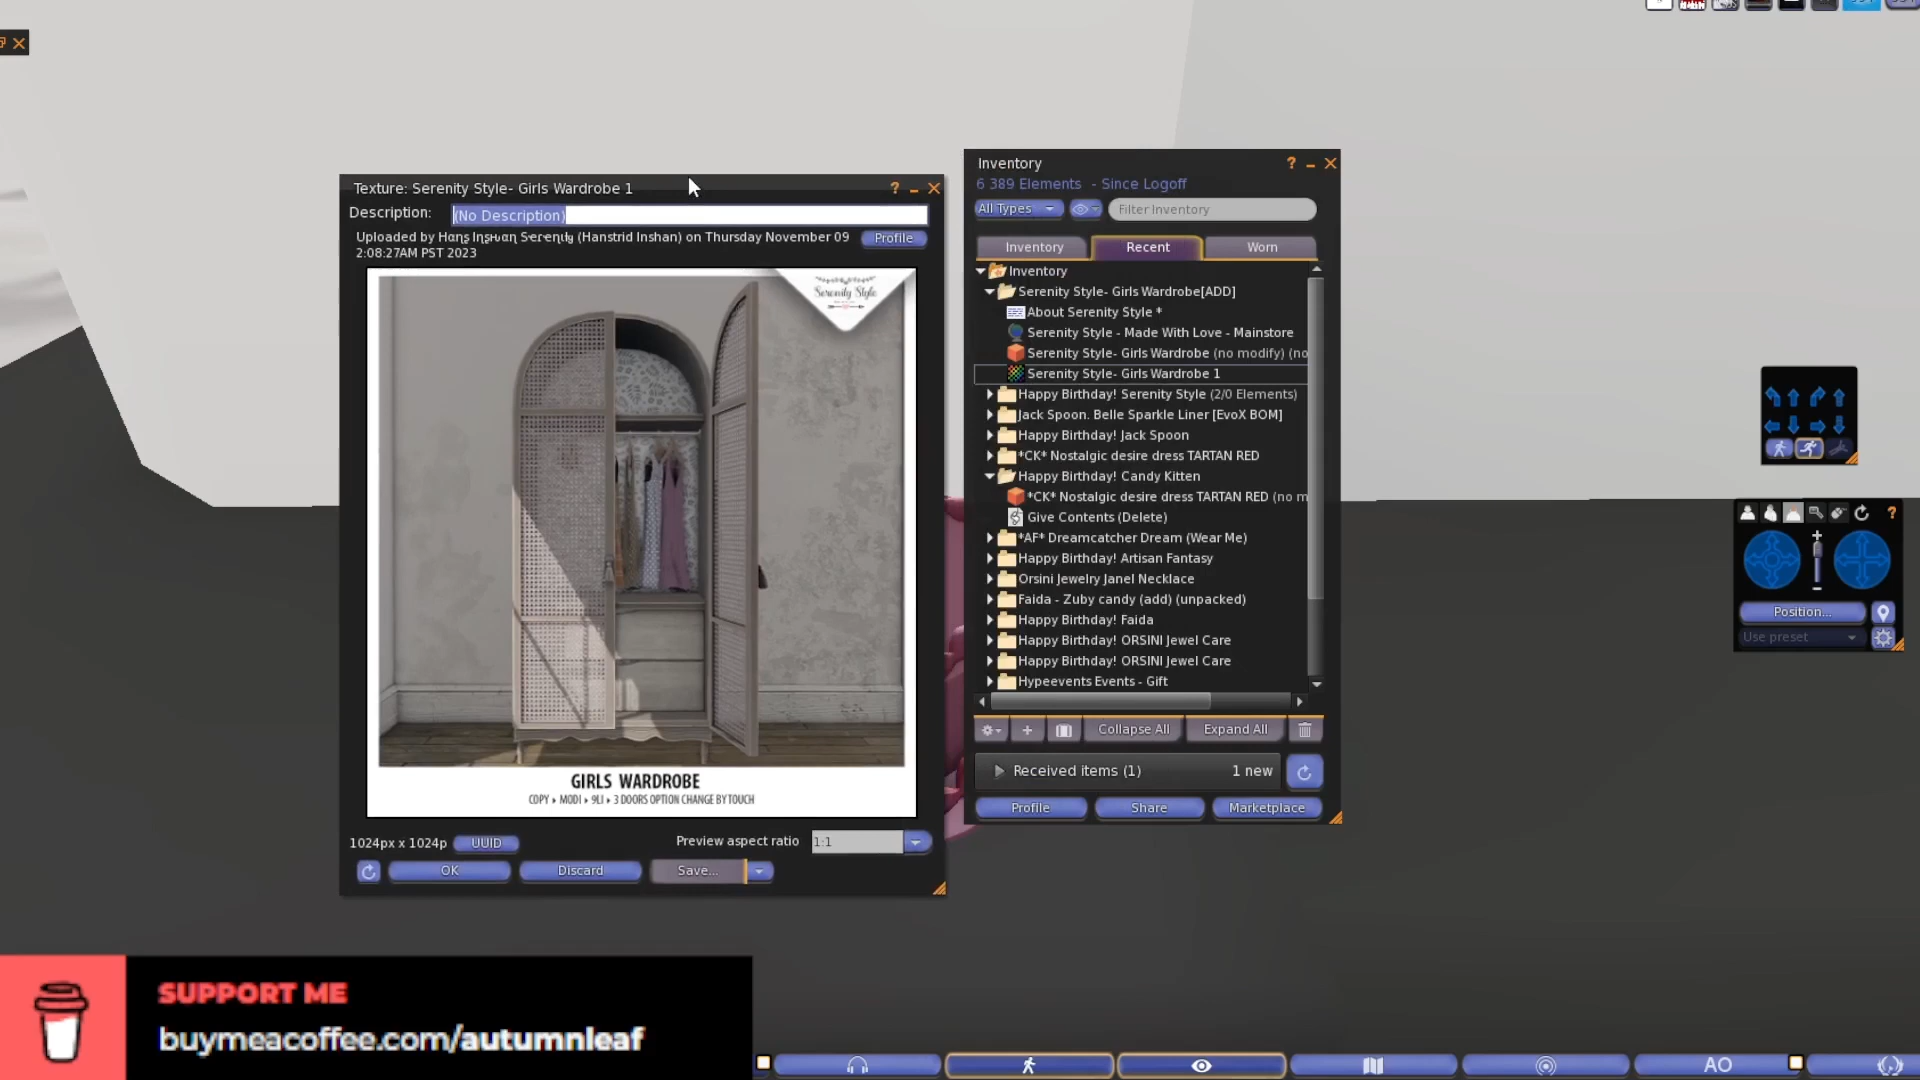 Texture: Serenity Style- Girls Wardrobe 1
Description:
(No Description)
Uploaded by Hans Inshan Serenity (Hanstrid Inshan) on Thursday November 09
2:08:27AM PST 2023
Profile
Serenity Style
GIRLS WARDROBE
COPY ▸ MODI ▸ 9LI ▸ 3 DOORS OPTION CHANGE BY TOUCH
1024px x 1024p
UUID
Preview aspect ratio
1:1
OK
Discard
Save...
Inventory
6 389 Elements - Since Logoff
All Types
Filter Inventory
Inventory
Recent
Worn
Inventory
Serenity Style- Girls Wardrobe[ADD]
About Serenity Style *
Serenity Style - Made With Love - Mainstore
Serenity Style- Girls Wardrobe (no modify) (no
Serenity Style- Girls Wardrobe 1
Happy Birthday! Serenity Style (2/0 Elements)
Jack Spoon. Belle Sparkle Liner [EvoX BOM]
Happy Birthday! Jack Spoon
*CK* Nostalgic desire dress TARTAN RED
Happy Birthday! Candy Kitten
*CK* Nostalgic desire dress TARTAN RED (no m
Give Contents (Delete)
*AF* Dreamcatcher Dream (Wear Me)
Happy Birthday! Artisan Fantasy
Orsini Jewelry Janel Necklace
Faida - Zuby candy (add) (unpacked)
Happy Birthday! Faida
Happy Birthday! ORSINI Jewel Care
Happy Birthday! ORSINI Jewel Care
Hypeevents Events - Gift
Collapse All
Expand All
Received items (1)
1 new
Profile
Share
Marketplace
Position...
Use preset
SUPPORT ME
buymeacoffee.com/autumnleaf
AO